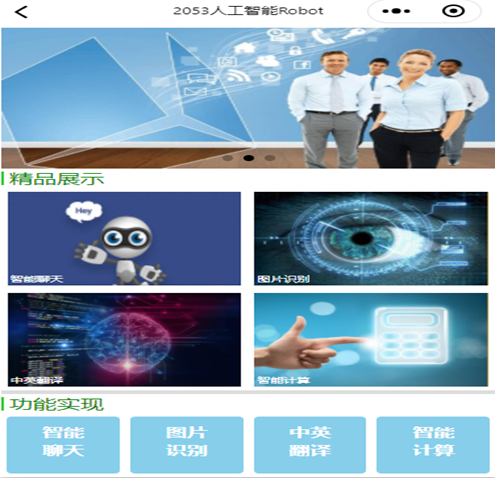 2053人工智能Robot
精品展示
Hey
智能聊天
图片识别
中英翻译
智能计算
功能实现
智能
聊天
图片
识别
中英
翻译
智能
计算